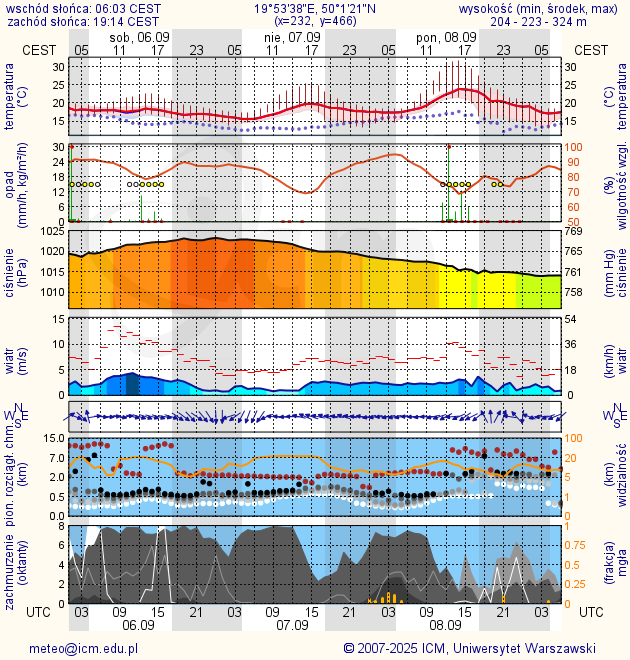 wschód słońca: 06:03 CEST 19°53'38"E, 50°1'21"N wysokość (min, środek, max)
zachód słońca: 19:14 CEST (x=232, y=466) 204 - 223 - 324 m
sob, 06.09 nie, 07.09 pon, 08.09
CEST 05 11 17 23 05 11 17 23 05 11 17 23 05 CEST
temperatura (°C) 30 25 20 15 30 25 20 15 (°C) temperatura
opad (mm/h, kg/m²/h) 30 24 18 12 6 0 100 90 80 70 60 50 (%) wilgotność wzgl.
ciśnienie (hPa) 1025 1020 1015 1010 769 765 761 758 (mm Hg) ciśnienie
wiatr (m/s) 15 10 5 0 54 36 18 0 (km/h) wiatr
N W E S N W E S
pion. rozciągł. chm. (km) 15.0 7.0 2.0 0.5 0.0 100 20 5 1 0 (km) widzialność
zachmurzenie (oktanty) 8 6 4 2 0 1 0.75 0.5 0.25 0 (frakcja) mgła
UTC 03 09 15 21 03 09 15 21 03 09 15 21 03 UTC
06.09 07.09 08.09
meteo@icm.edu.pl © 2007-2025 ICM, Uniwersytet Warszawski